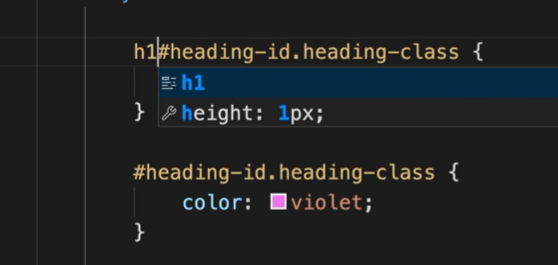 h1#heading-id.heading-class {
h1
} height: 1px;
#heading-id.heading-class {
color: violet;
}